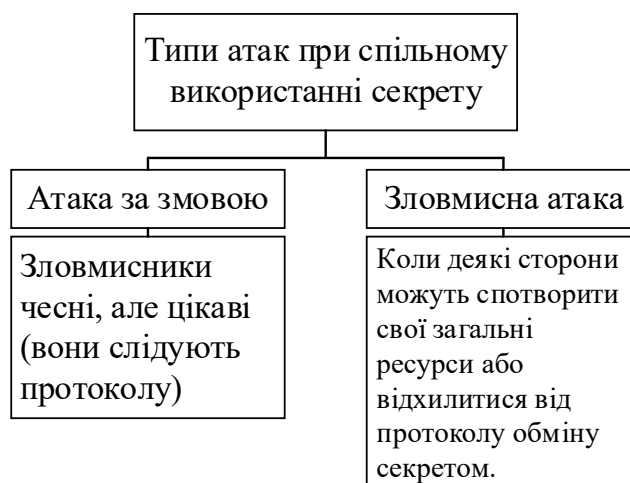 Типи атак при спільному
використанні секрету
Атака за змовою
Зловмисники
чесні, але цікаві
(вони слідують
протоколу)
Зловмисна атака
Коли деякі сторони
можуть спотворити
свої загальні
ресурси або
відхилитися від
протоколу обміну
секретом.